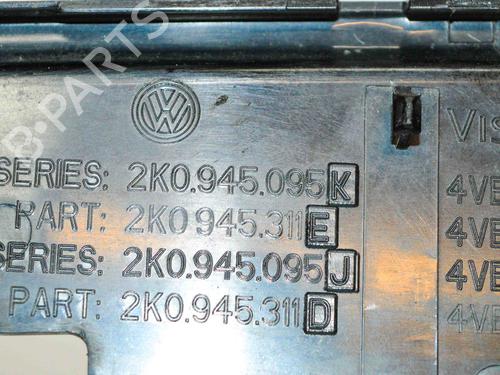 B-PARTS
VIS
SERIES: 2K0.945.095 K 4VE
PART: 2K0.945.311 E 4VE
SERIES: 2K0.945.095 J 4VE
PART: 2K0.945.311 D 4VE